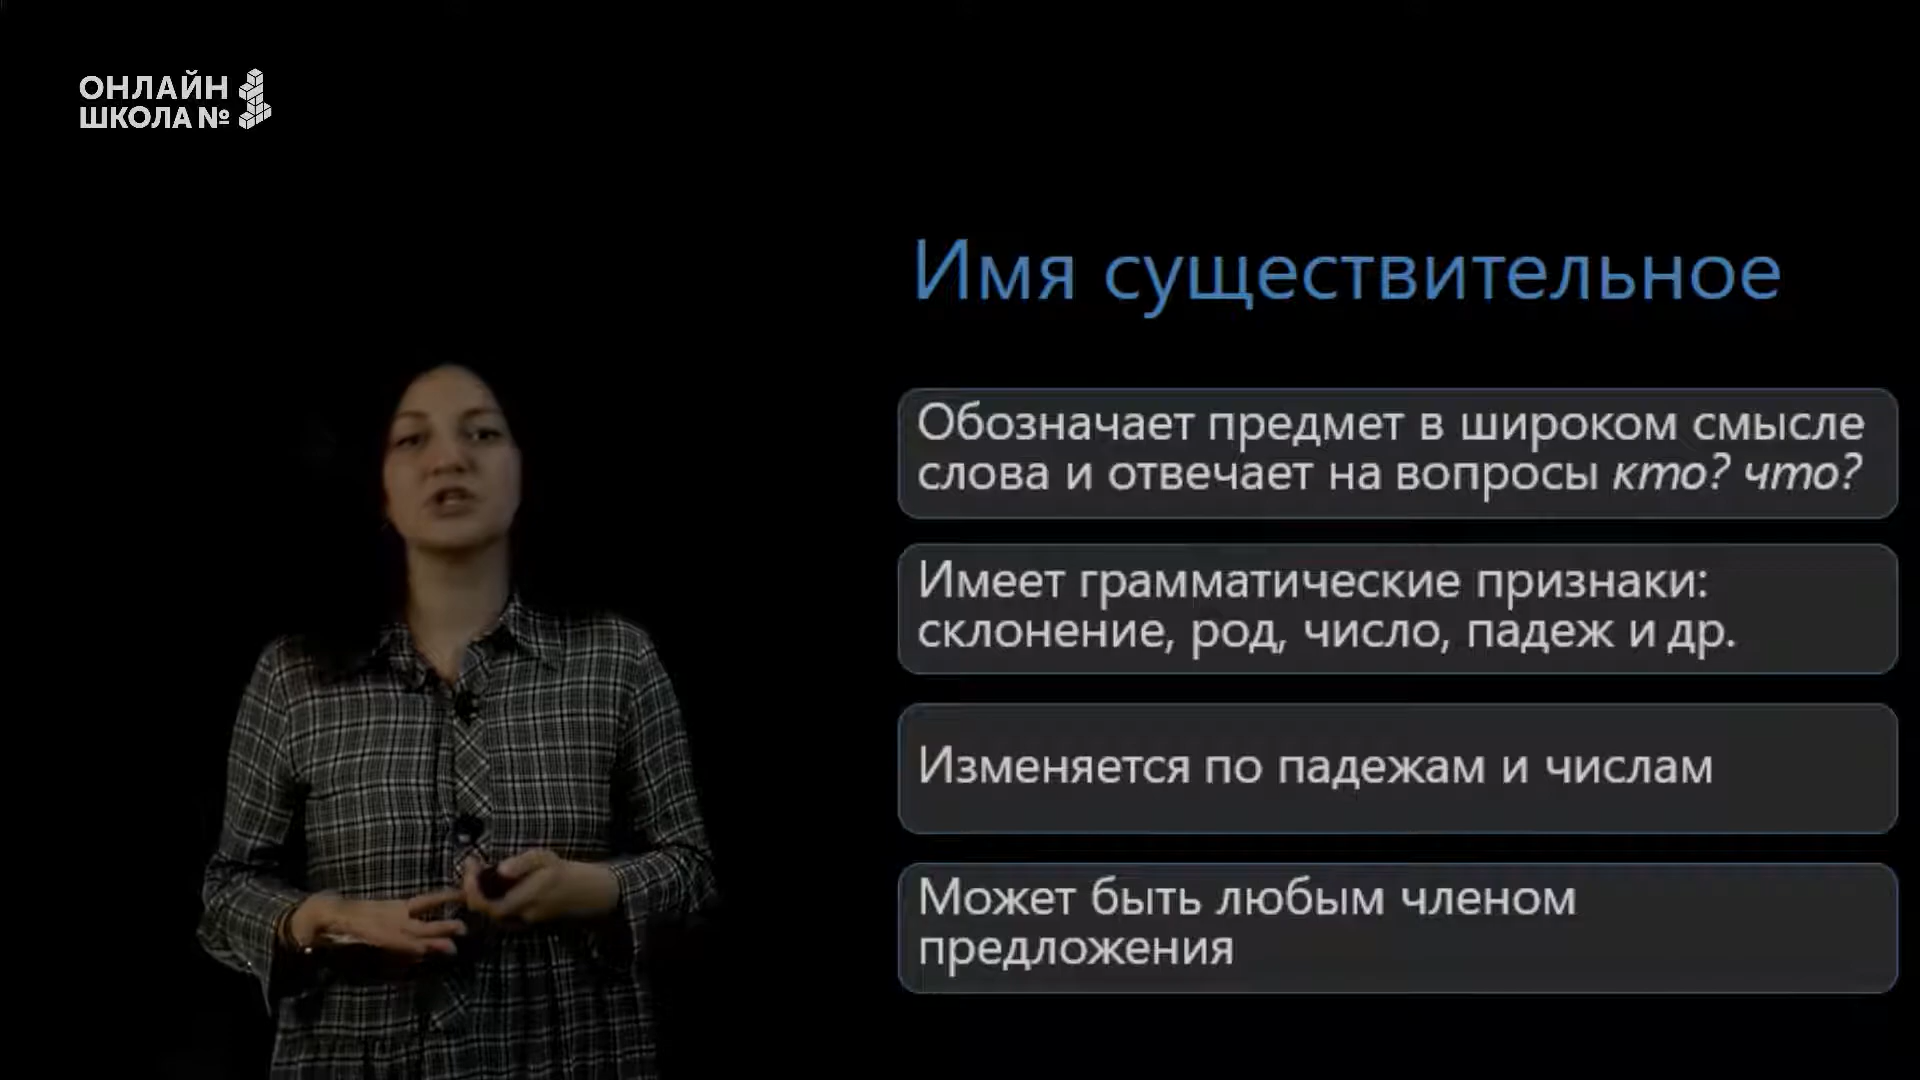 ОНЛАЙН
ШКОЛА №
Имя существительное
Обозначает предмет в широком смысле
слова и отвечает на вопросы кто? что?
Имеет грамматические признаки:
склонение, род, число, падеж и др.
Изменяется по падежам и числам
Может быть любым членом
предложения